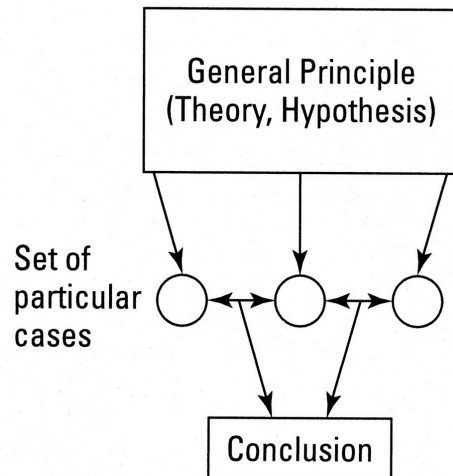 General Principle
(Theory, Hypothesis)
Set of
particular
cases
Conclusion